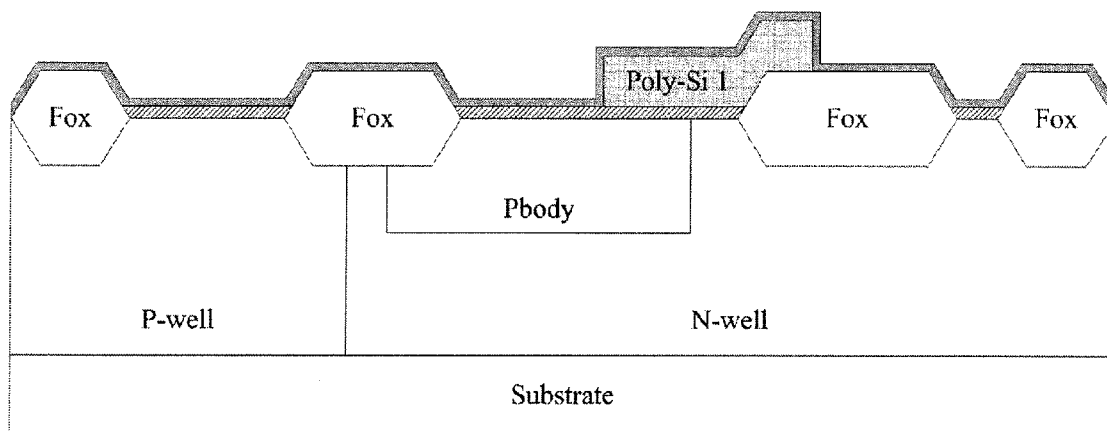 Poly-Si 1
Fox
Fox
Fox
Fox
Pbody
P-well
N-well
Substrate